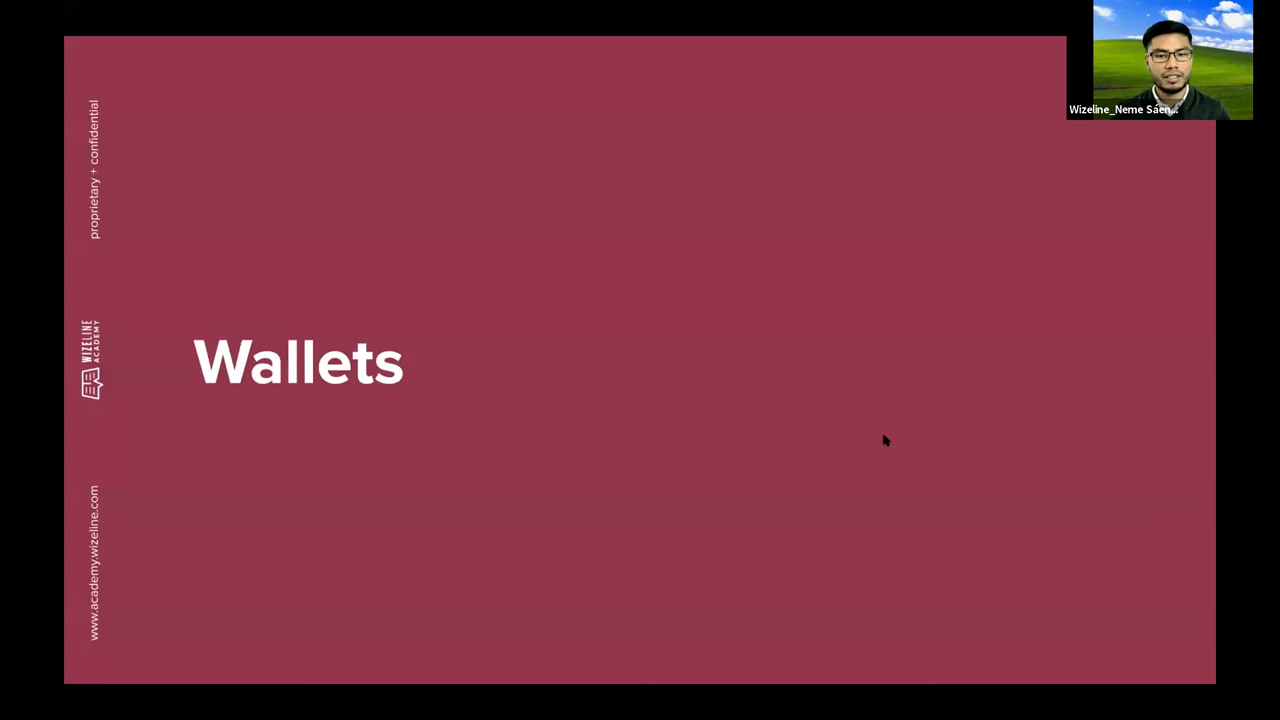 proprietary + confidential
WIZELINE
ACADEMY
www.academy.wizeline.com
Wallets
Wizeline_Neme Sáen...